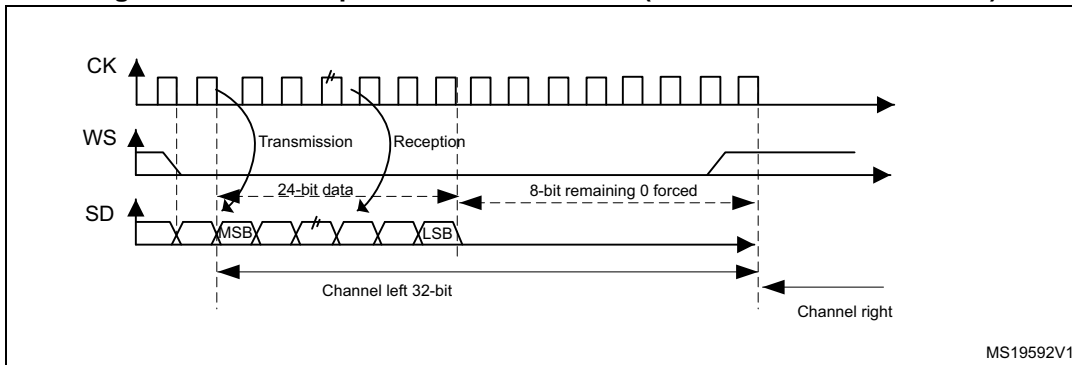 CK
WS
Transmission
Reception
24-bit data
8-bit remaining 0 forced
SD
MSB
LSB
Channel left 32-bit
Channel right
MS19592V1